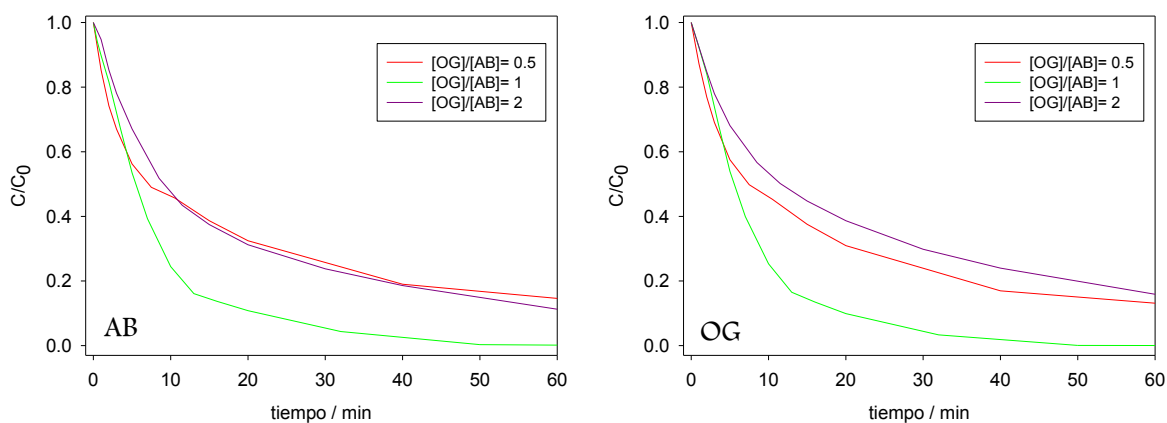 C/C0
1.0
0.8
0.6
0.4
0.2
0.0
[OG]/[AB]= 0.5
[OG]/[AB]= 1
[OG]/[AB]= 2
AB
0 10 20 30 40 50 60
tiempo / min
C/C0
1.0
0.8
0.6
0.4
0.2
0.0
[OG]/[AB]= 0.5
[OG]/[AB]= 1
[OG]/[AB]= 2
OG
0 10 20 30 40 50 60
tiempo / min